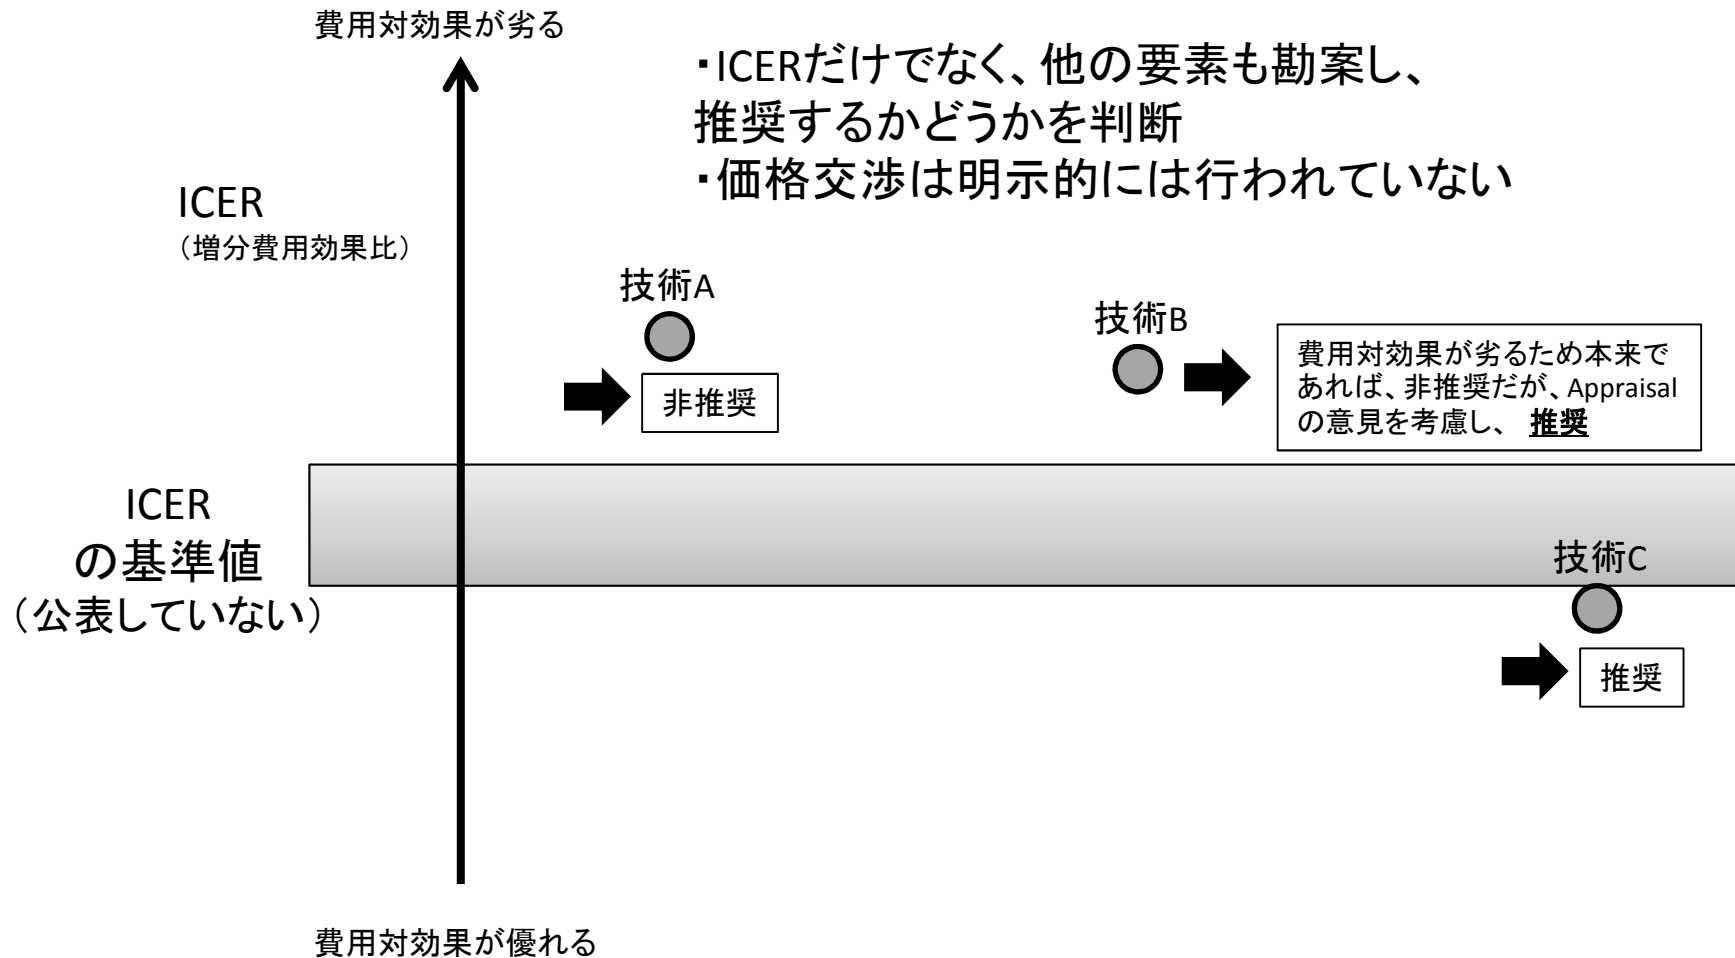 費用対効果が劣る
・ICERだけでなく、他の要素も勘案し、
推奨するかどうかを判断
・価格交渉は明示的には行われていない
ICER
（増分費用効果比）
技術A
非推奨
技術B
費用対効果が劣るため本来で
あれば、非推奨だが、Appraisal
の意見を考慮し、 推奨
ICER
の基準値
（公表していない）
技術C
推奨
費用対効果が優れる